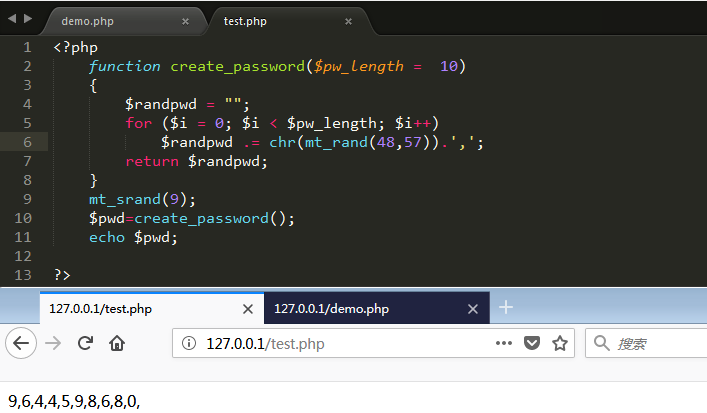 demo.php × test.php ×
1 <?php
2 function create_password($pw_length =  10)
3 {
4 $randpwd = "";
5 for ($i = 0; $i < $pw_length; $i++)
6 $randpwd .= chr(mt_rand(48,57)).',';
7 return $randpwd;
8 }
9 mt_srand(9);
10 $pwd=create_password();
11 echo $pwd;
12
13 ?>
127.0.0.1/test.php × 127.0.0.1/demo.php × +
127.0.0.1/test.php ••• 搜索
9,6,4,4,5,9,8,6,8,0,